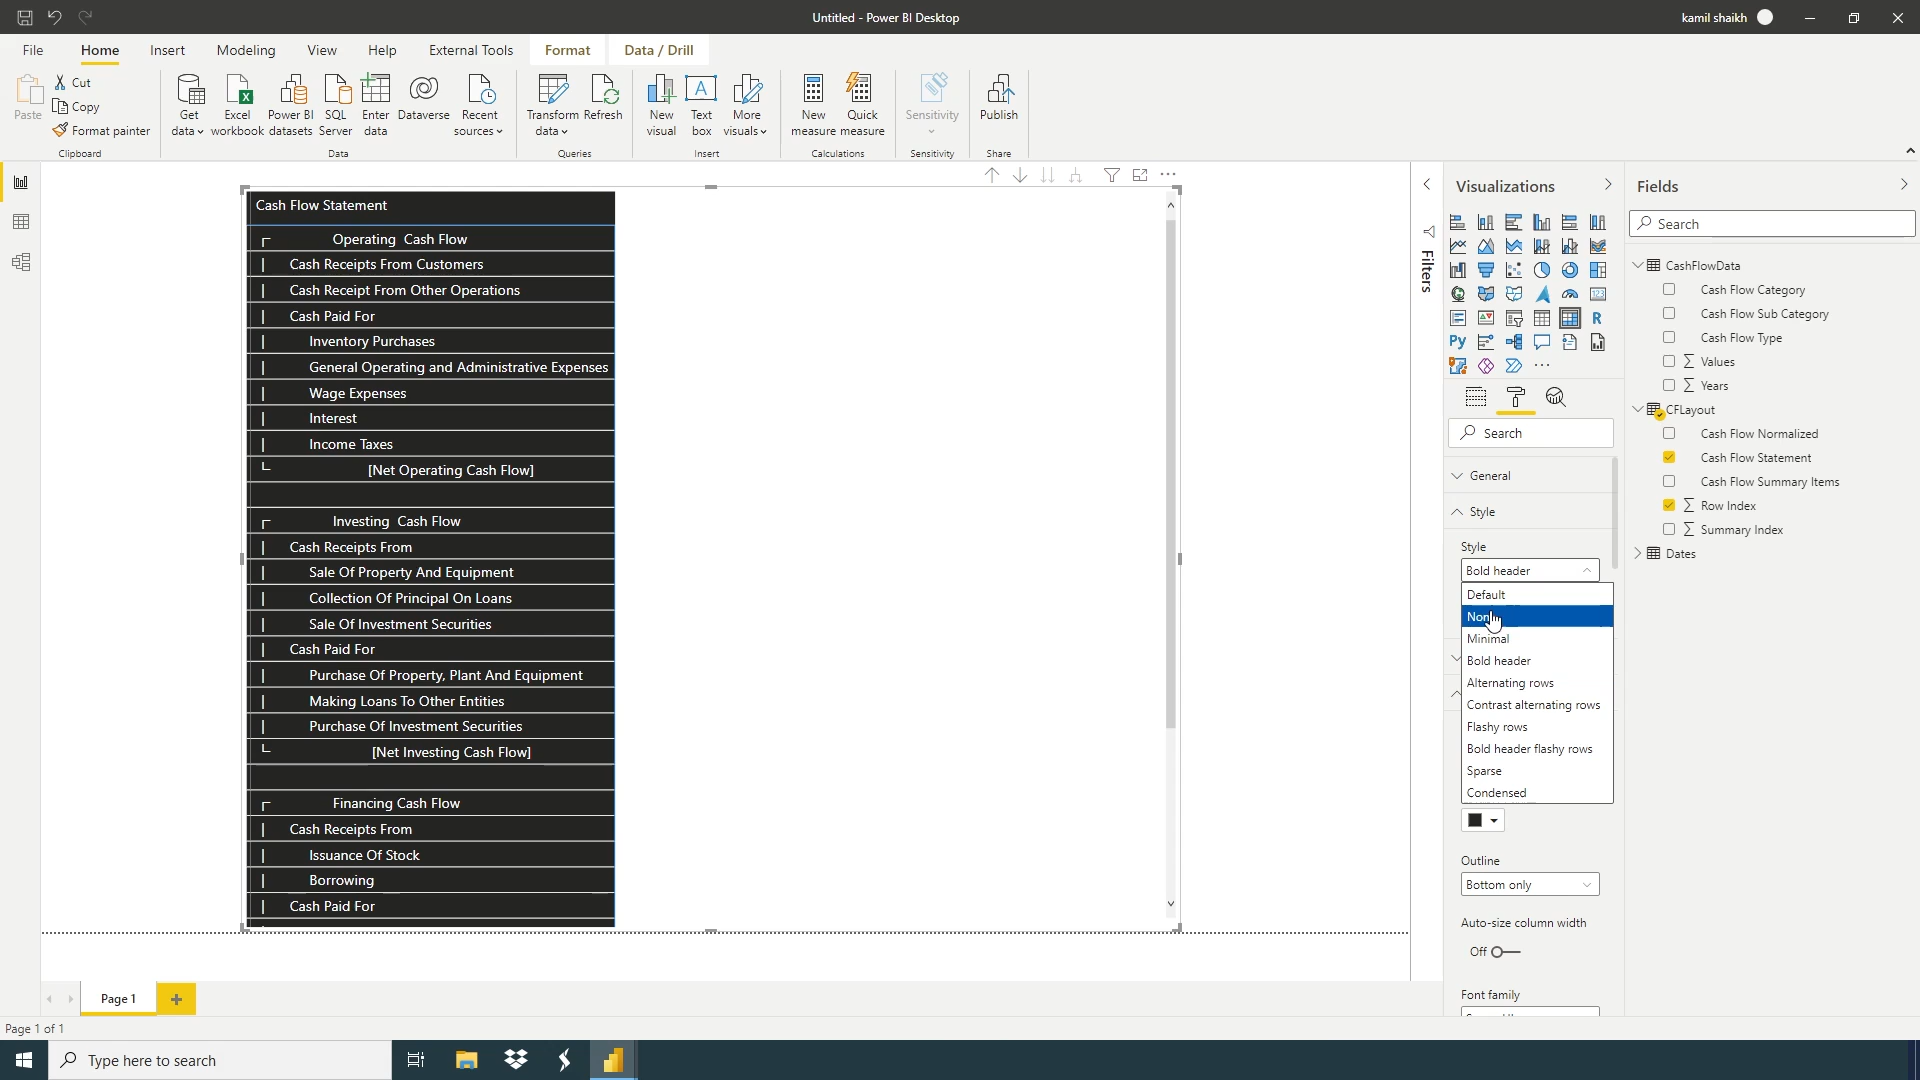 Untitled - Power BI Desktop
kamil shaikh
File Home Insert Modeling View Help External Tools Format Data / Drill
Paste
Cut
Copy
Format painter
Clipboard
Get data
Excel workbook
Power BI datasets
SQL Server
Enter data
Dataverse
Recent sources
Data
Transform data
Refresh
Queries
New visual
Text box
More visuals
Insert
New measure
Quick measure
Calculations
Sensitivity
Sensitivity
Publish
Share
Cash Flow Statement
Operating Cash Flow
Cash Receipts From Customers
Cash Receipt From Other Operations
Cash Paid For
Inventory Purchases
General Operating and Administrative Expenses
Wage Expenses
Interest
Income Taxes
[Net Operating Cash Flow]
Investing Cash Flow
Cash Receipts From
Sale Of Property And Equipment
Collection Of Principal On Loans
Sale Of Investment Securities
Cash Paid For
Purchase Of Property, Plant And Equipment
Making Loans To Other Entities
Purchase Of Investment Securities
[Net Investing Cash Flow]
Financing Cash Flow
Cash Receipts From
Issuance Of Stock
Borrowing
Cash Paid For
Filters
Visualizations
Search
General
Style
Style
Bold header
Default
Minimal
Bold header
Alternating rows
Contrast alternating rows
Flashy rows
Bold header flashy rows
Sparse
Condensed
Outline
Bottom only
Auto-size column width
Off
Font family
Fields
Search
CashFlowData
Cash Flow Category
Cash Flow Sub Category
Cash Flow Type
Values
Years
CFLayout
Cash Flow Normalized
Cash Flow Statement
Cash Flow Summary Items
Row Index
Summary Index
Dates
Page 1
Page 1 of 1
Type here to search